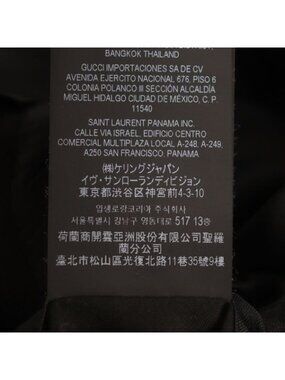 BANGKOK THAILAND
GUCCI IMPORTACIONES SA DE CV
AVENIDA EJERCITO NACIONAL 676, PISO 6
COLONIA POLANCO III SECCIÓN ALCALDÍA
MIGUEL HIDALGO CIUDAD DE MÉXICO, C. P.
11540
SAINT LAURENT PANAMA INC.
CALLE VIA ISRAEL, EDIFICIO CENTRO
COMERCIAL MULTIPLAZA LOCAL A-248, A-249,
A250 SAN FRANCISCO, PANAMA
㈱ケリングジャパン
イヴ・サンローランディビジョン
東京都渋谷区神宮前4-3-10
입생로랑코리아 주식회사
서울특별시 강남구 영동대로 517 13층
荷蘭商開雲亞洲股份有限公司聖羅
蘭分公司
臺北市松山區光復北路11巷35號9樓